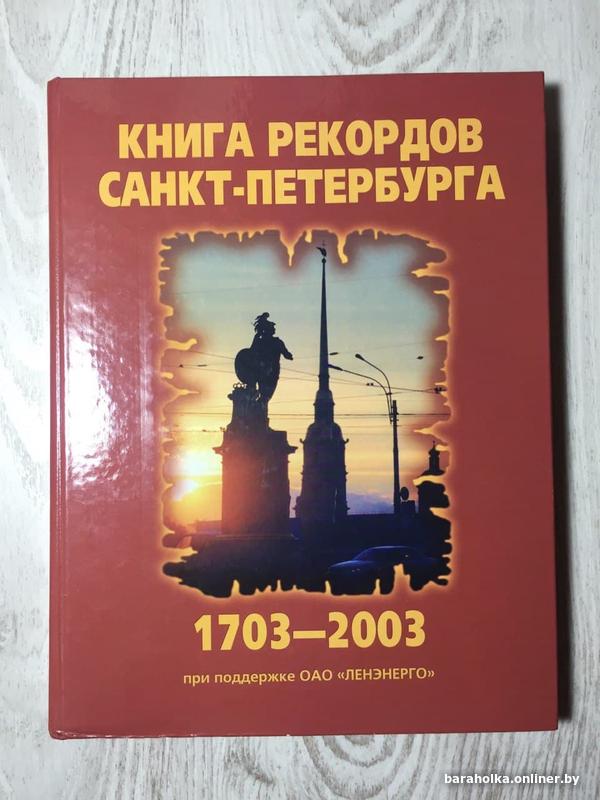 КНИГА РЕКОРДОВ
САНКТ-ПЕТЕРБУРГА
1703—2003
при поддержке ОАО «ЛЕНЭНЕРГО»
baraholka.onliner.by